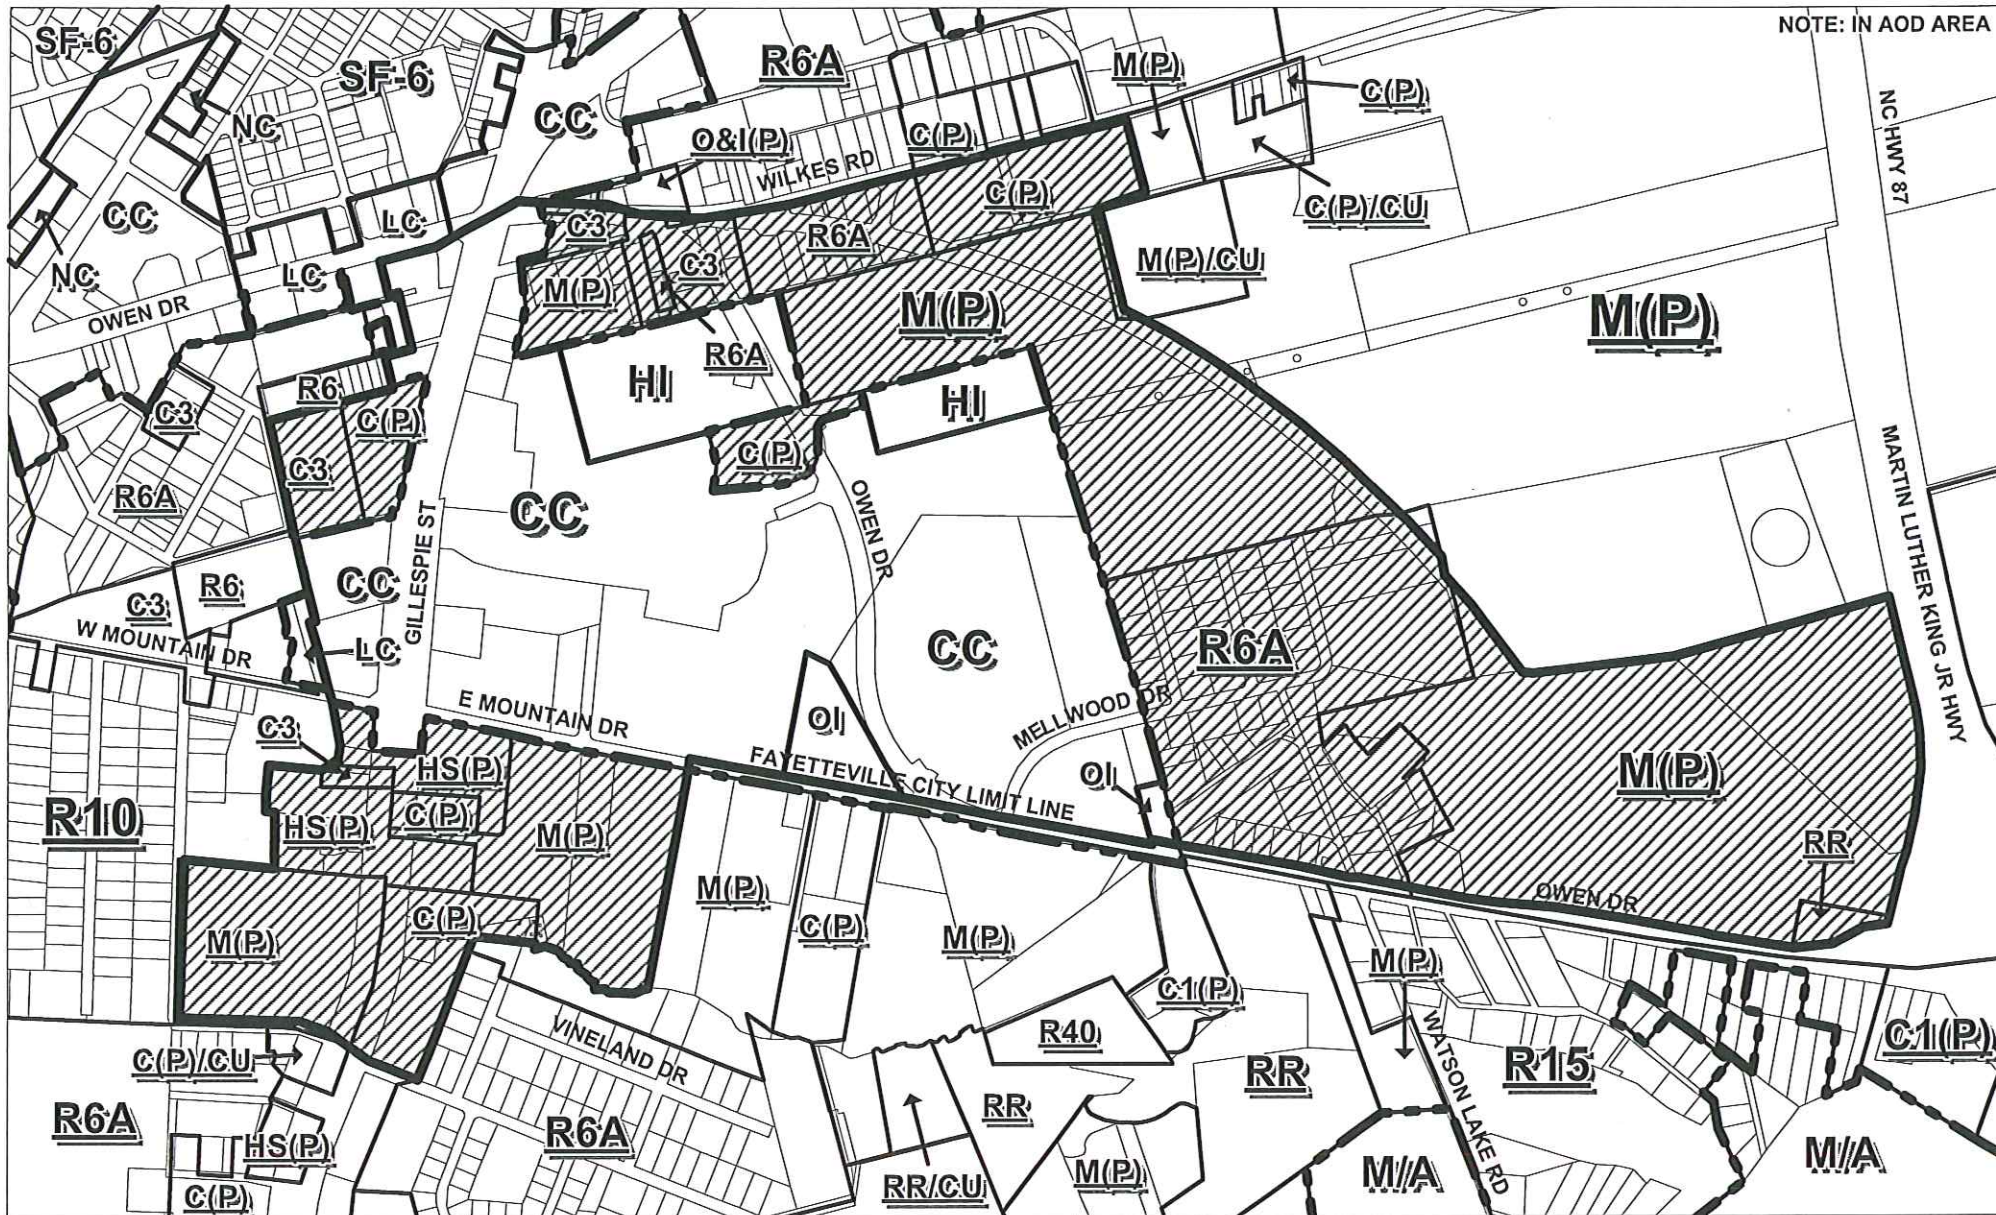 NOTE: IN AOD AREA
SF-6
SF-6
R6A
M(P)
C(P)
NC
CC
O&I(P)
C(P)
WILKES RD
C(P)
C(P)/CU
NC HWY 87
CC
LC
C3
R6A
NC
LC
C3
M(P)/CU
M(P)
OWEN DR
M(P)
M(P)
R6A
HI
HI
R6
C3
C(P)
C(P)
C3
R6A
CC
OWEN DR
MARTIN LUTHER KING JR HWY
GILLESPIE ST
CC
R6
C3
W MOUNTAIN DR
LC
CC
R6A
E MOUNTAIN DR
OI
MELLWOOD DR
C3
HS(P)
FAYETTEVILLE CITY LIMIT LINE
OI
M(P)
R10
HS(P)
C(P)
M(P)
RR
M(P)
OWEN DR
M(P)
C(P)
C(P)
M(P)
M(P)
C1(P)
VINELAND DR
R40
WATSON LAKE RD
C(P)/CU
R15
C1(P)
RR
RR
R6A
R6A
HS(P)
M(P)
M/A
M/A
RR/CU
C(P)